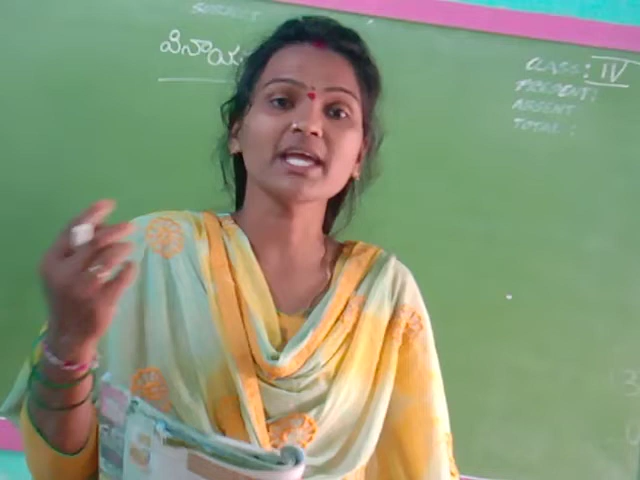 SUBJECT
వినాయ
CLASS: IV
PRESENT:
ABSENT
TOTAL: